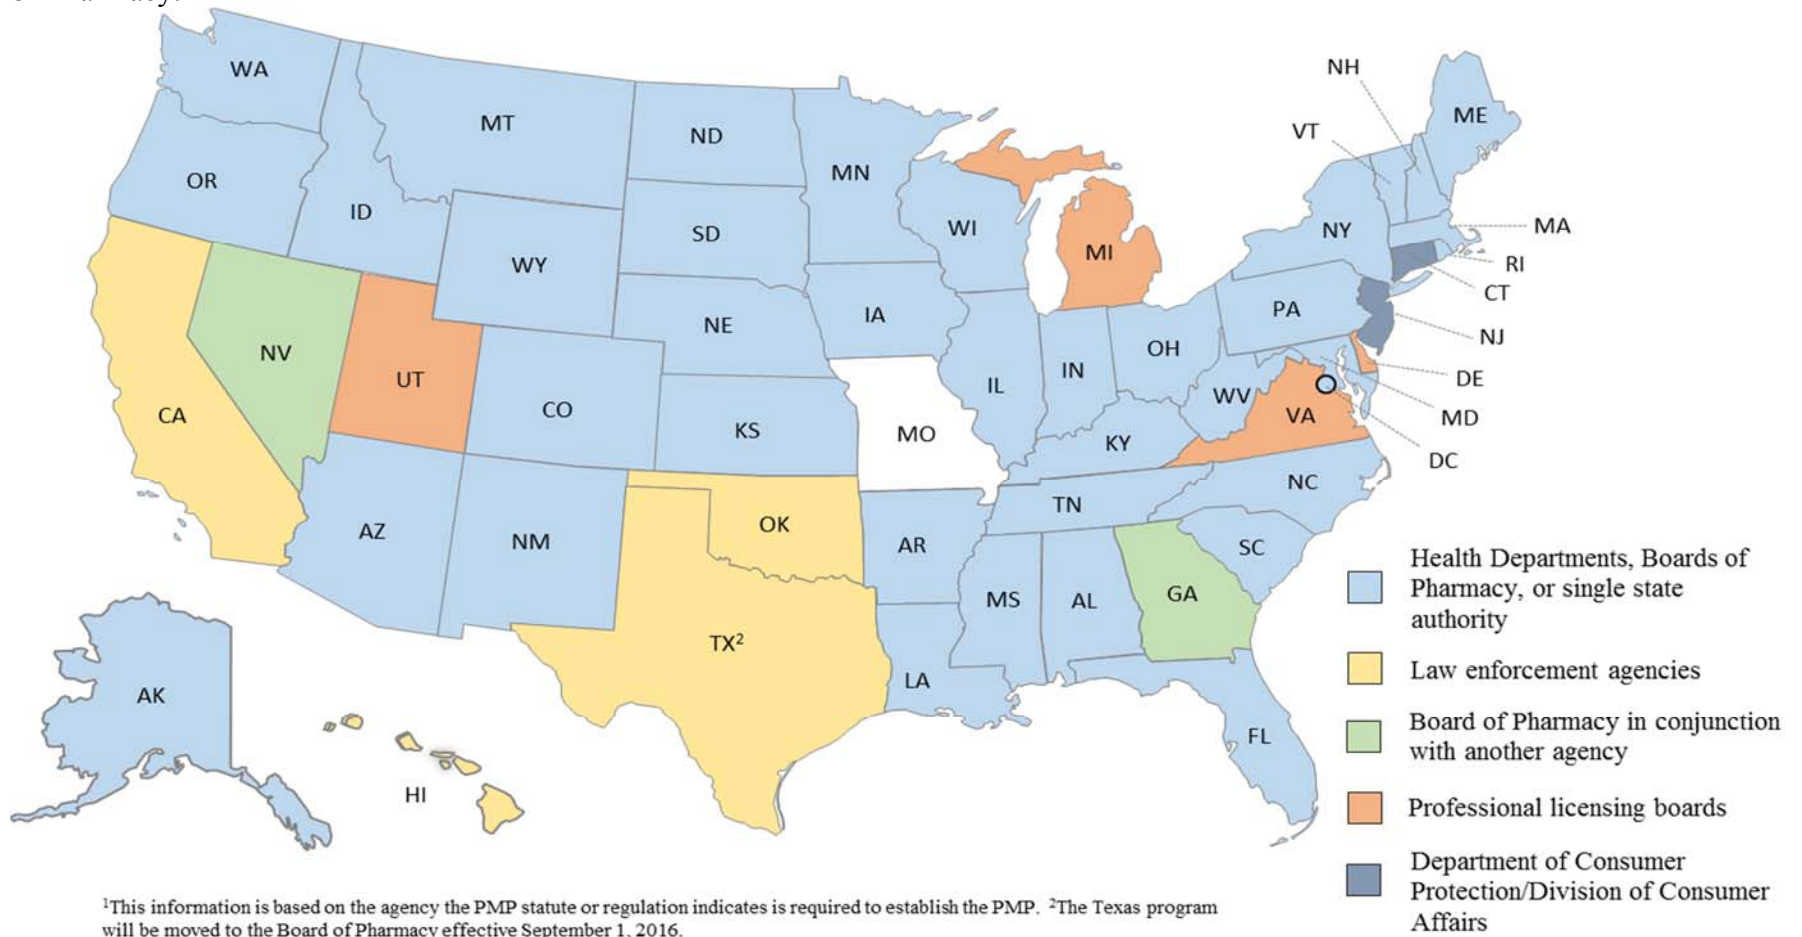 WA
MT
ND
MN
OR
ID
SD
WI
WY
MI
NH
VT
ME
NY
MA
RI
CT
NJ
DE
MD
DC
PA
IA
NE
NV
UT
CA
CO
KS
MO
IL
IN
OH
WV
VA
KY
NC
TN
AZ
NM
OK
AR
SC
MS
AL
GA
TX²
LA
FL
AK
HI
Health Departments, Boards of
Pharmacy, or single state
authority
Law enforcement agencies
Board of Pharmacy in conjunction
with another agency
Professional licensing boards
Department of Consumer
Protection/Division of Consumer
Affairs
¹This information is based on the agency the PMP statute or regulation indicates is required to establish the PMP. ²The Texas program
will be moved to the Board of Pharmacy effective September 1, 2016.